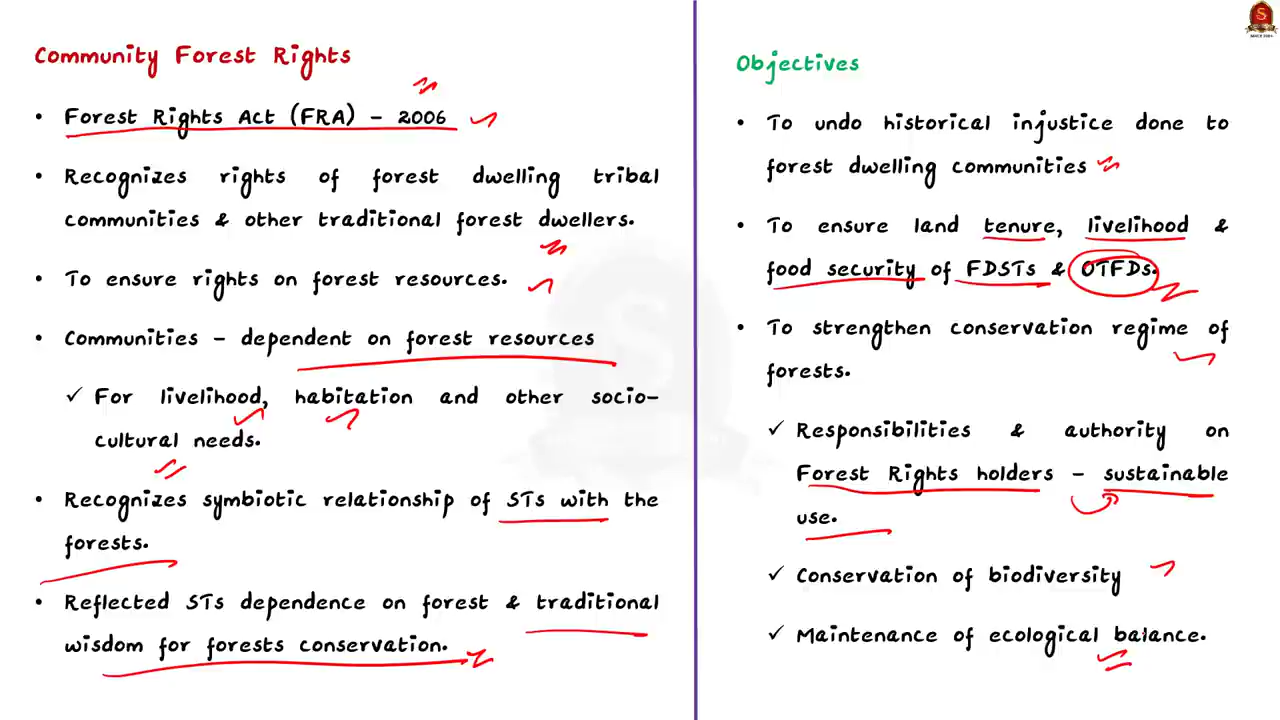 Community Forest Rights
• Forest Rights Act (FRA) - 2006
• Recognizes rights of forest dwelling tribal
communities & other traditional forest dwellers.
• To ensure rights on forest resources.
• Communities - dependent on forest resources
✓ For livelihood, habitation and other socio-
cultural needs.
• Recognizes symbiotic relationship of STs with the
forests.
• Reflected STs dependence on forest & traditional
wisdom for forests conservation.
Objectives
• To undo historical injustice done to
forest dwelling communities
• To ensure land tenure, livelihood &
food security of FDSTs & OTFDs.
• To strengthen conservation regime of
forests.
✓ Responsibilities & authority on
Forest Rights holders - sustainable
use.
✓ Conservation of biodiversity
✓ Maintenance of ecological balance.